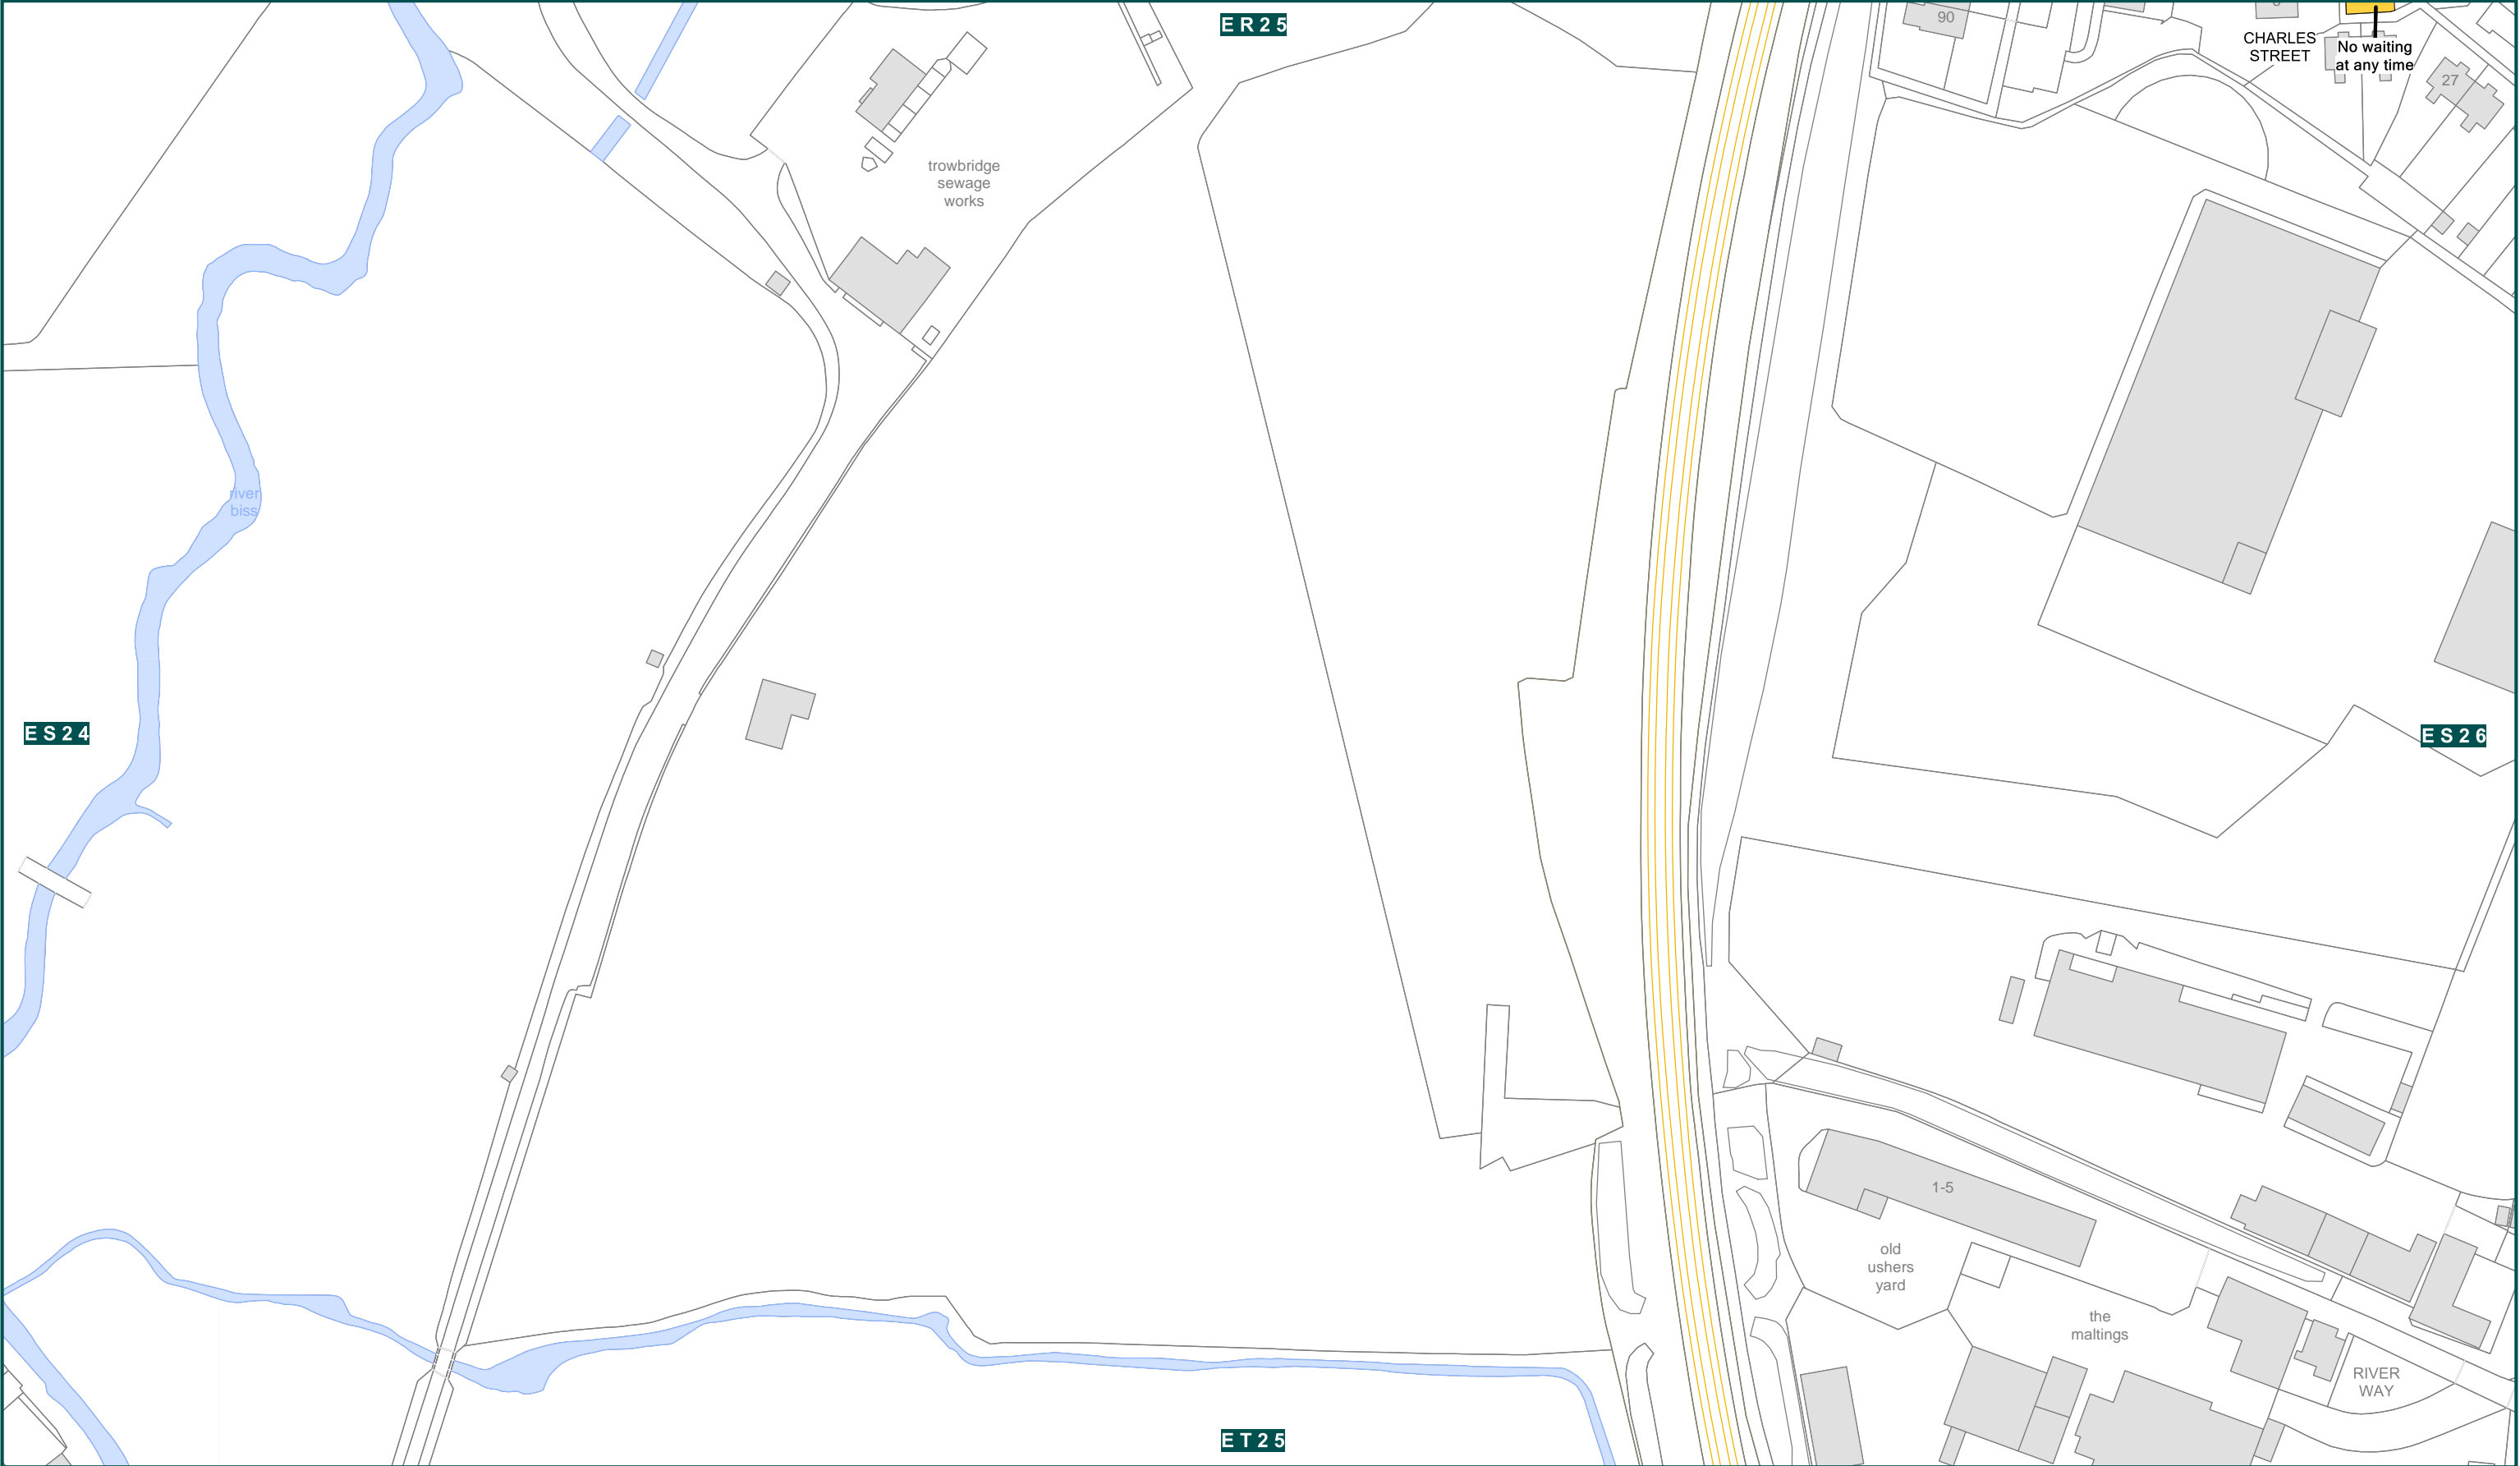 E R 2 5
90
CHARLES
STREET
No waiting
at any time
27
trowbridge
sewage
works
river
biss
E S 2 4
E S 2 6
1-5
old
ushers
yard
the
maltings
RIVER
WAY
E T 2 5